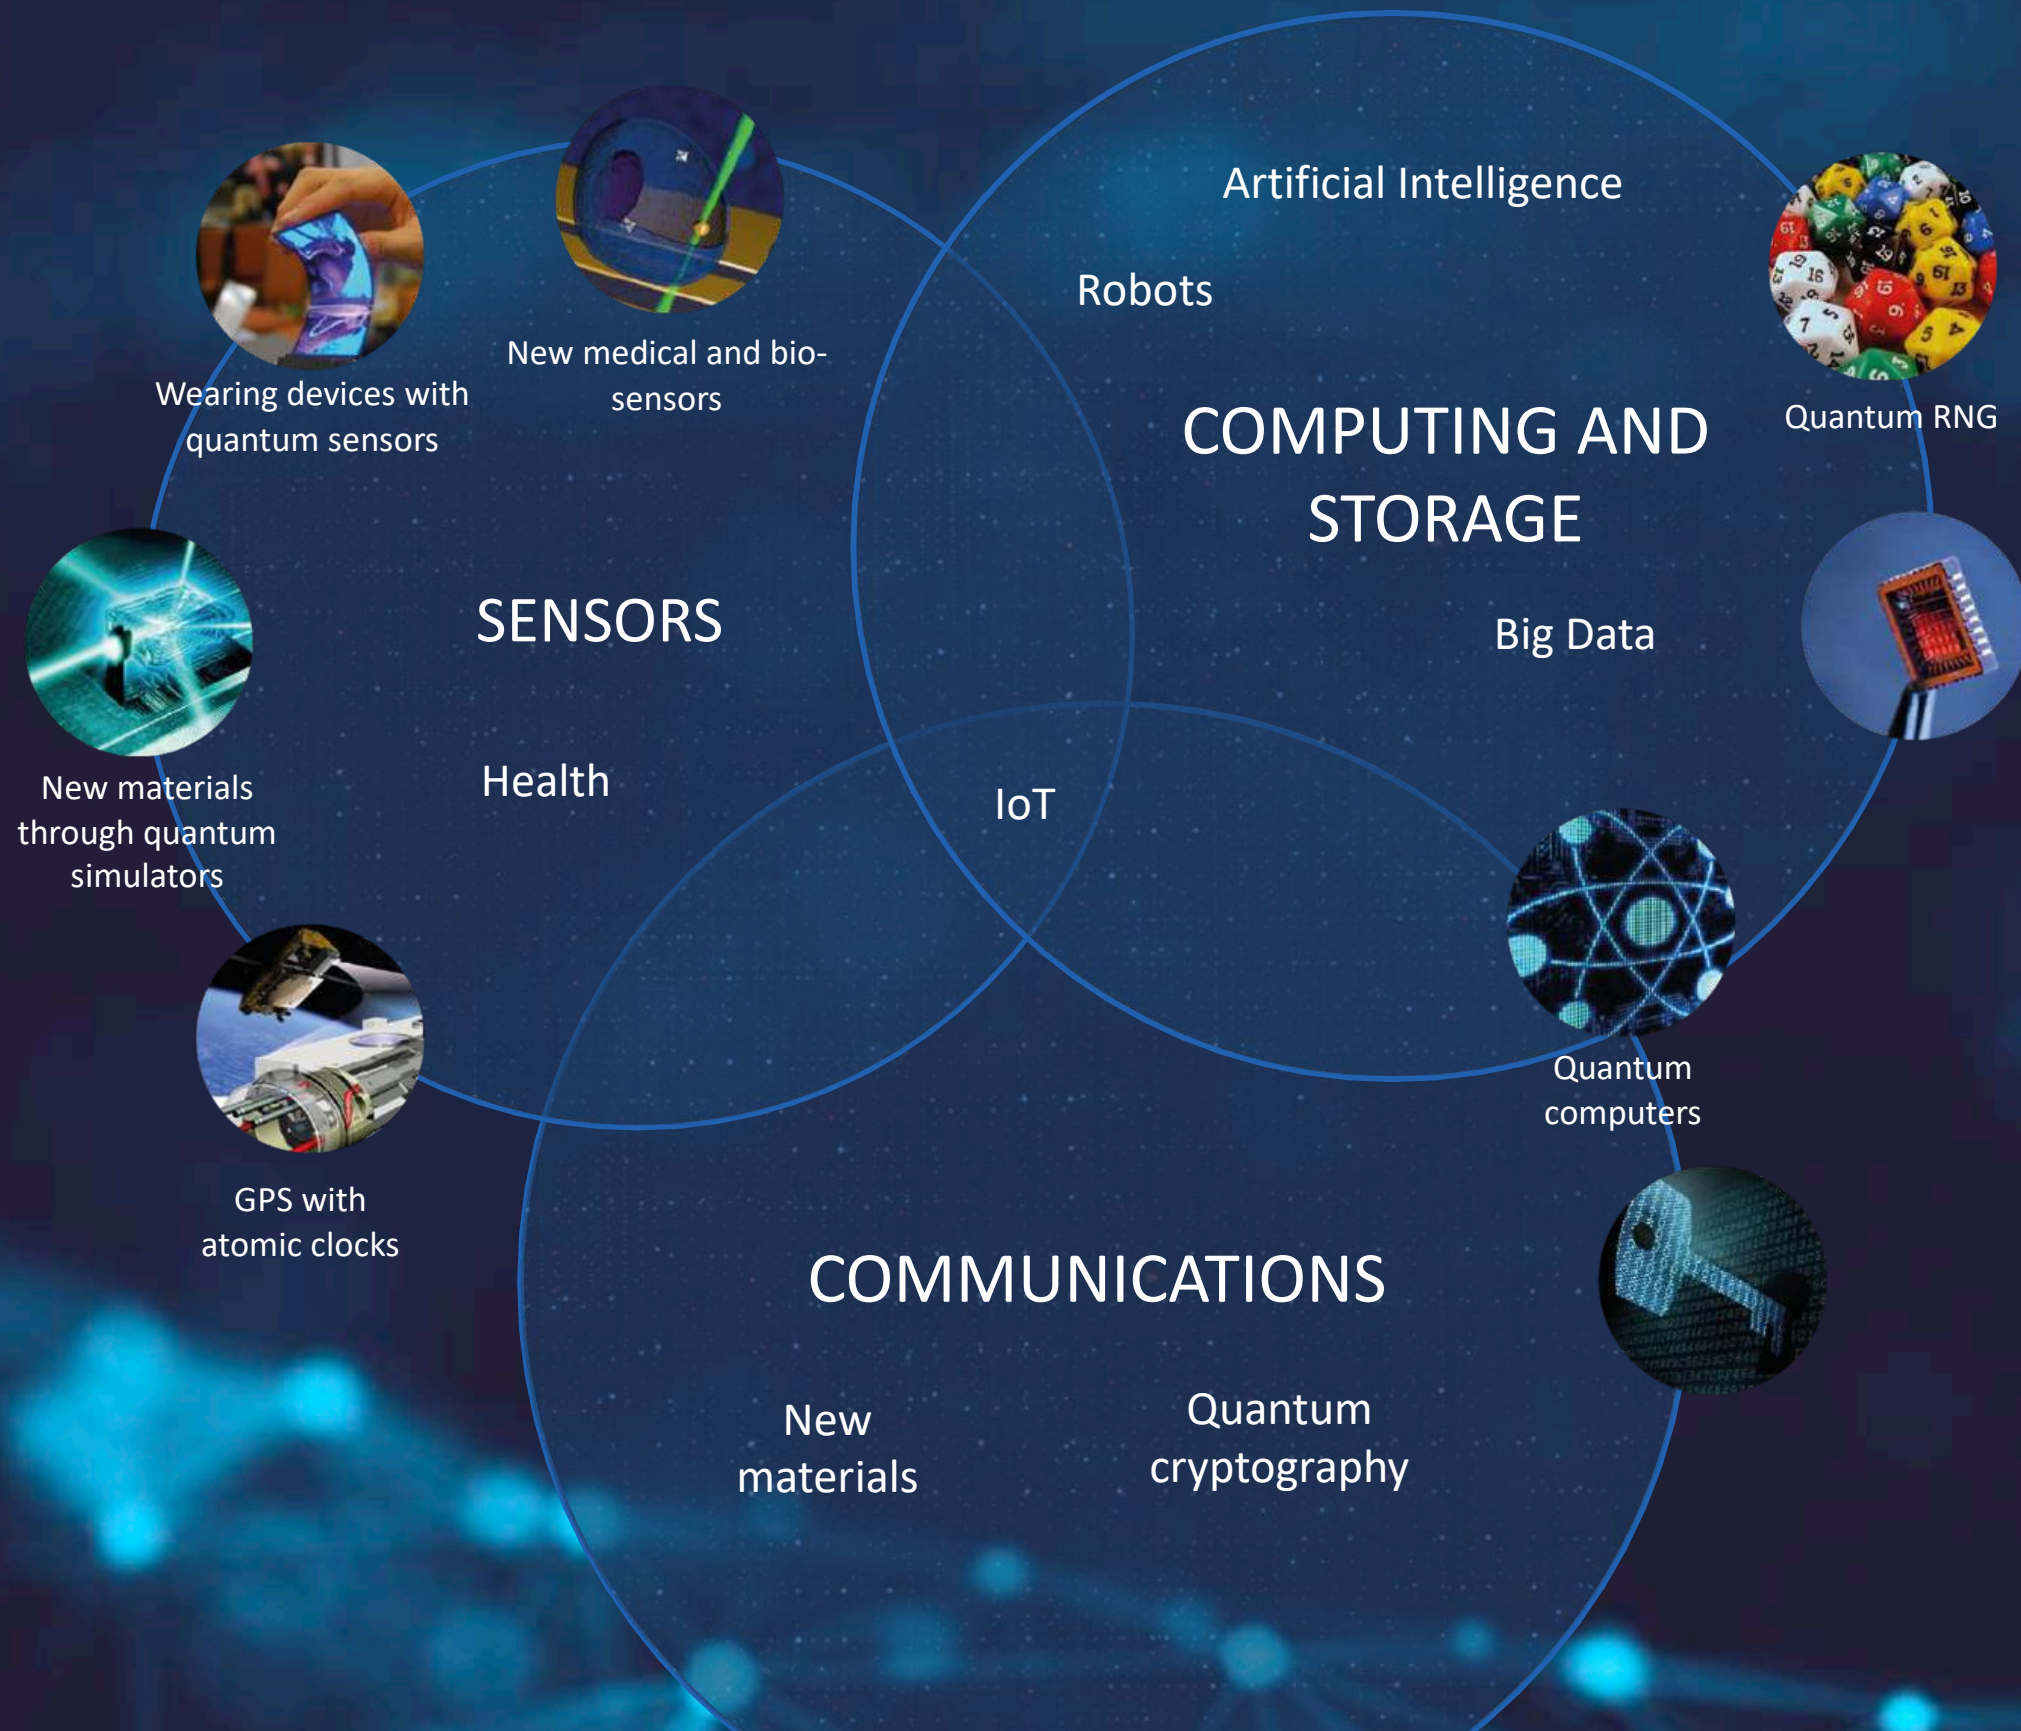 Artificial Intelligence
Robots
New medical and bio-
sensors
Wearing devices with
quantum sensors
COMPUTING AND
STORAGE
Quantum RNG
SENSORS
Big Data
Health
IoT
New materials
through quantum
simulators
Quantum
computers
GPS with
atomic clocks
COMMUNICATIONS
New
materials
Quantum
cryptography